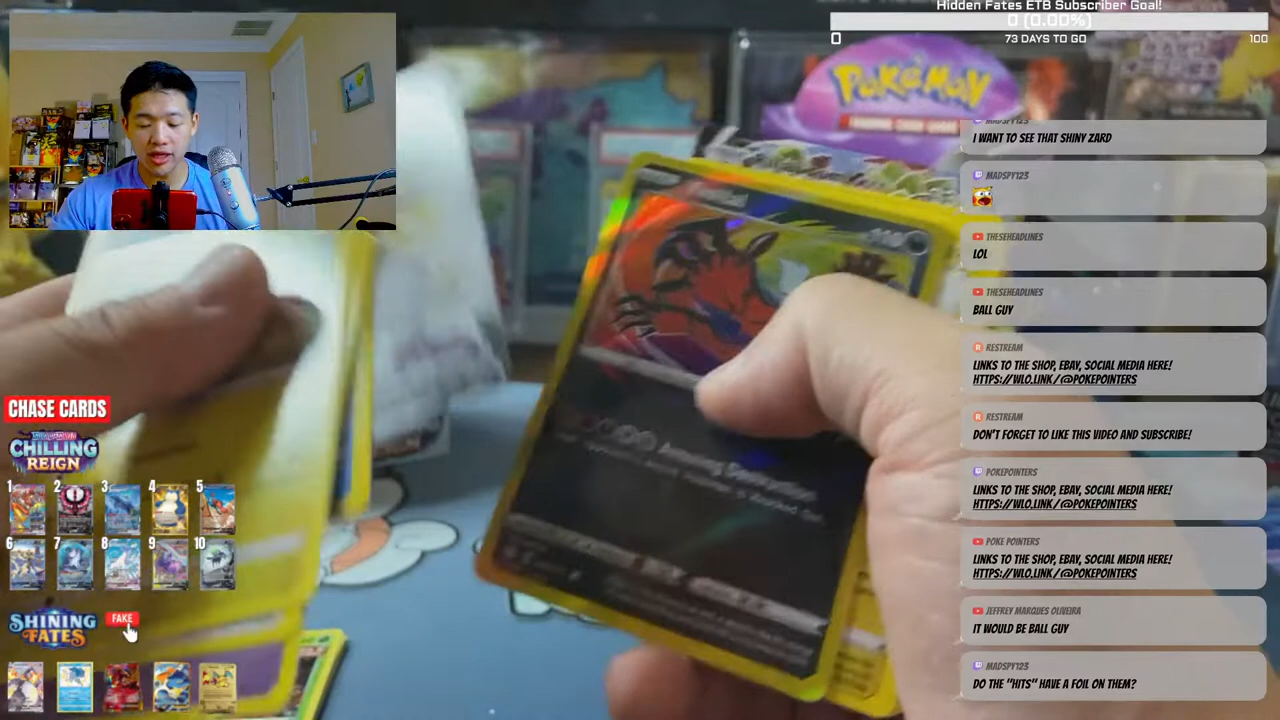 Hidden Fates ETB Subscriber Goal!
0 (0.00%)
0
73 DAYS TO GO
100
POKéMON
MADSPY123
I WANT TO SEE THAT SHINY ZARD
MADSPY123
THESEHEADLINES
LOL
THESEHEADLINES
BALL GUY
RESTREAM
LINKS TO THE SHOP, EBAY, SOCIAL MEDIA HERE!
HTTPS://WLO.LINK/@POKEPOINTERS
RESTREAM
DON'T FORGET TO LIKE THIS VIDEO AND SUBSCRIBE!
POKEPOINTERS
LINKS TO THE SHOP, EBAY, SOCIAL MEDIA HERE!
HTTPS://WLO.LINK/@POKEPOINTERS
POKE POINTERS
LINKS TO THE SHOP, EBAY, SOCIAL MEDIA HERE!
HTTPS://WLO.LINK/@POKEPOINTERS
JEFFREY MARQUES OLIVEIRA
IT WOULD BE BALL GUY
MADSPY123
DO THE "HITS" HAVE A FOIL ON THEM?
Amazing Destruction
CHASE CARDS
CHILLING
REIGN
1 2 3 4 5
6 7 8 9 10
SHINING
FATES
FAKE